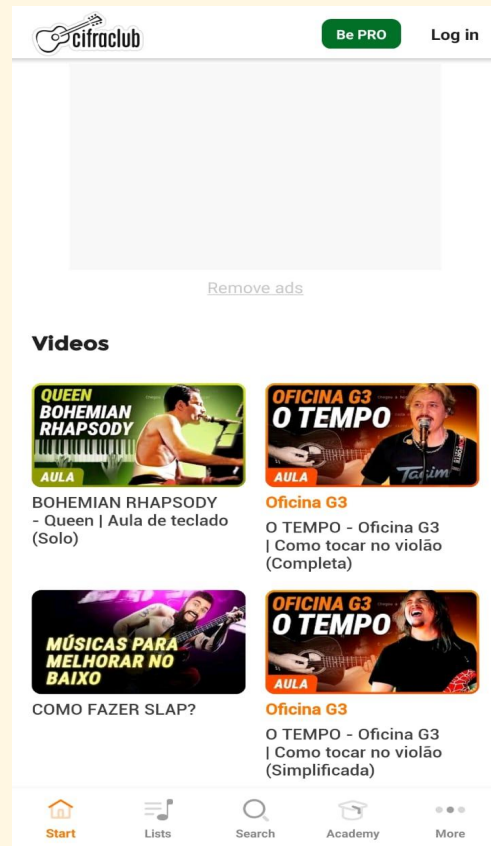 cifraclub
Be PRO
Log in
Remove ads
Videos
QUEEN
BOHEMIAN
RHAPSODY
AULA
BOHEMIAN RHAPSODY
- Queen | Aula de teclado
(Solo)
OFICINA G3
O TEMPO
Tagima
AULA
Oficina G3
O TEMPO - Oficina G3
| Como tocar no violão
(Completa)
MÚSICAS PARA
MELHORAR NO
BAIXO
COMO FAZER SLAP?
OFICINA G3
O TEMPO
AULA
Oficina G3
O TEMPO - Oficina G3
| Como tocar no violão
(Simplificada)
Start
Lists
Search
Academy
More